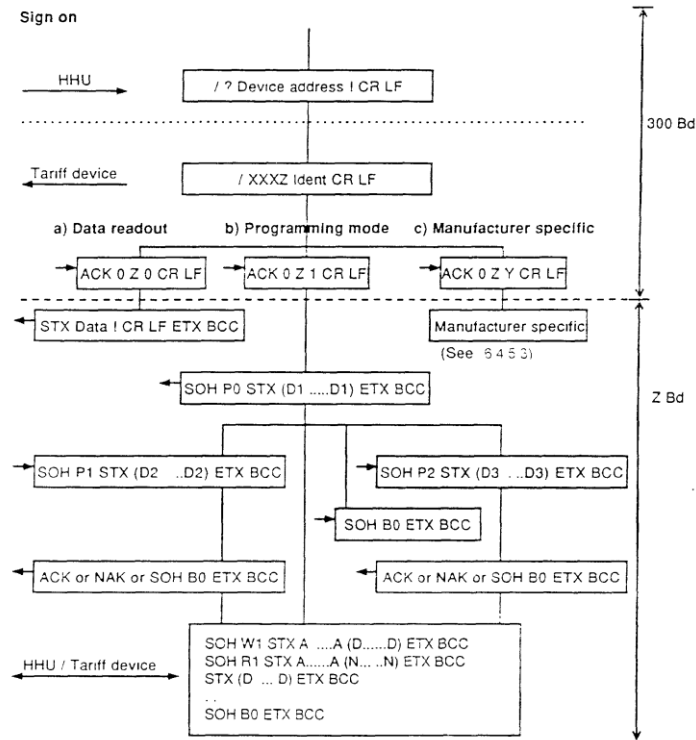 Sign on
HHU
/ ? Device address ! CR LF
300 Bd
Tariff device
/ XXXZ Ident CR LF
a) Data readout
b) Programming mode
c) Manufacturer specific
ACK 0 Z 0 CR LF
ACK 0 Z 1 CR LF
ACK 0 Z Y CR LF
STX Data ! CR LF ETX BCC
Manufacturer specific
(See 6 4 5 3)
SOH P0 STX (D1 .....D1) ETX BCC
Z Bd
SOH P1 STX (D2 ..D2) ETX BCC
SOH P2 STX (D3 ...D3) ETX BCC
SOH B0 ETX BCC
ACK or NAK or SOH B0 ETX BCC
ACK or NAK or SOH B0 ETX BCC
HHU / Tariff device
SOH W1 STX A ....A (D......D) ETX BCC
SOH R1 STX A......A (N... ..N) ETX BCC
STX (D ... D) ETX BCC
..
SOH B0 ETX BCC